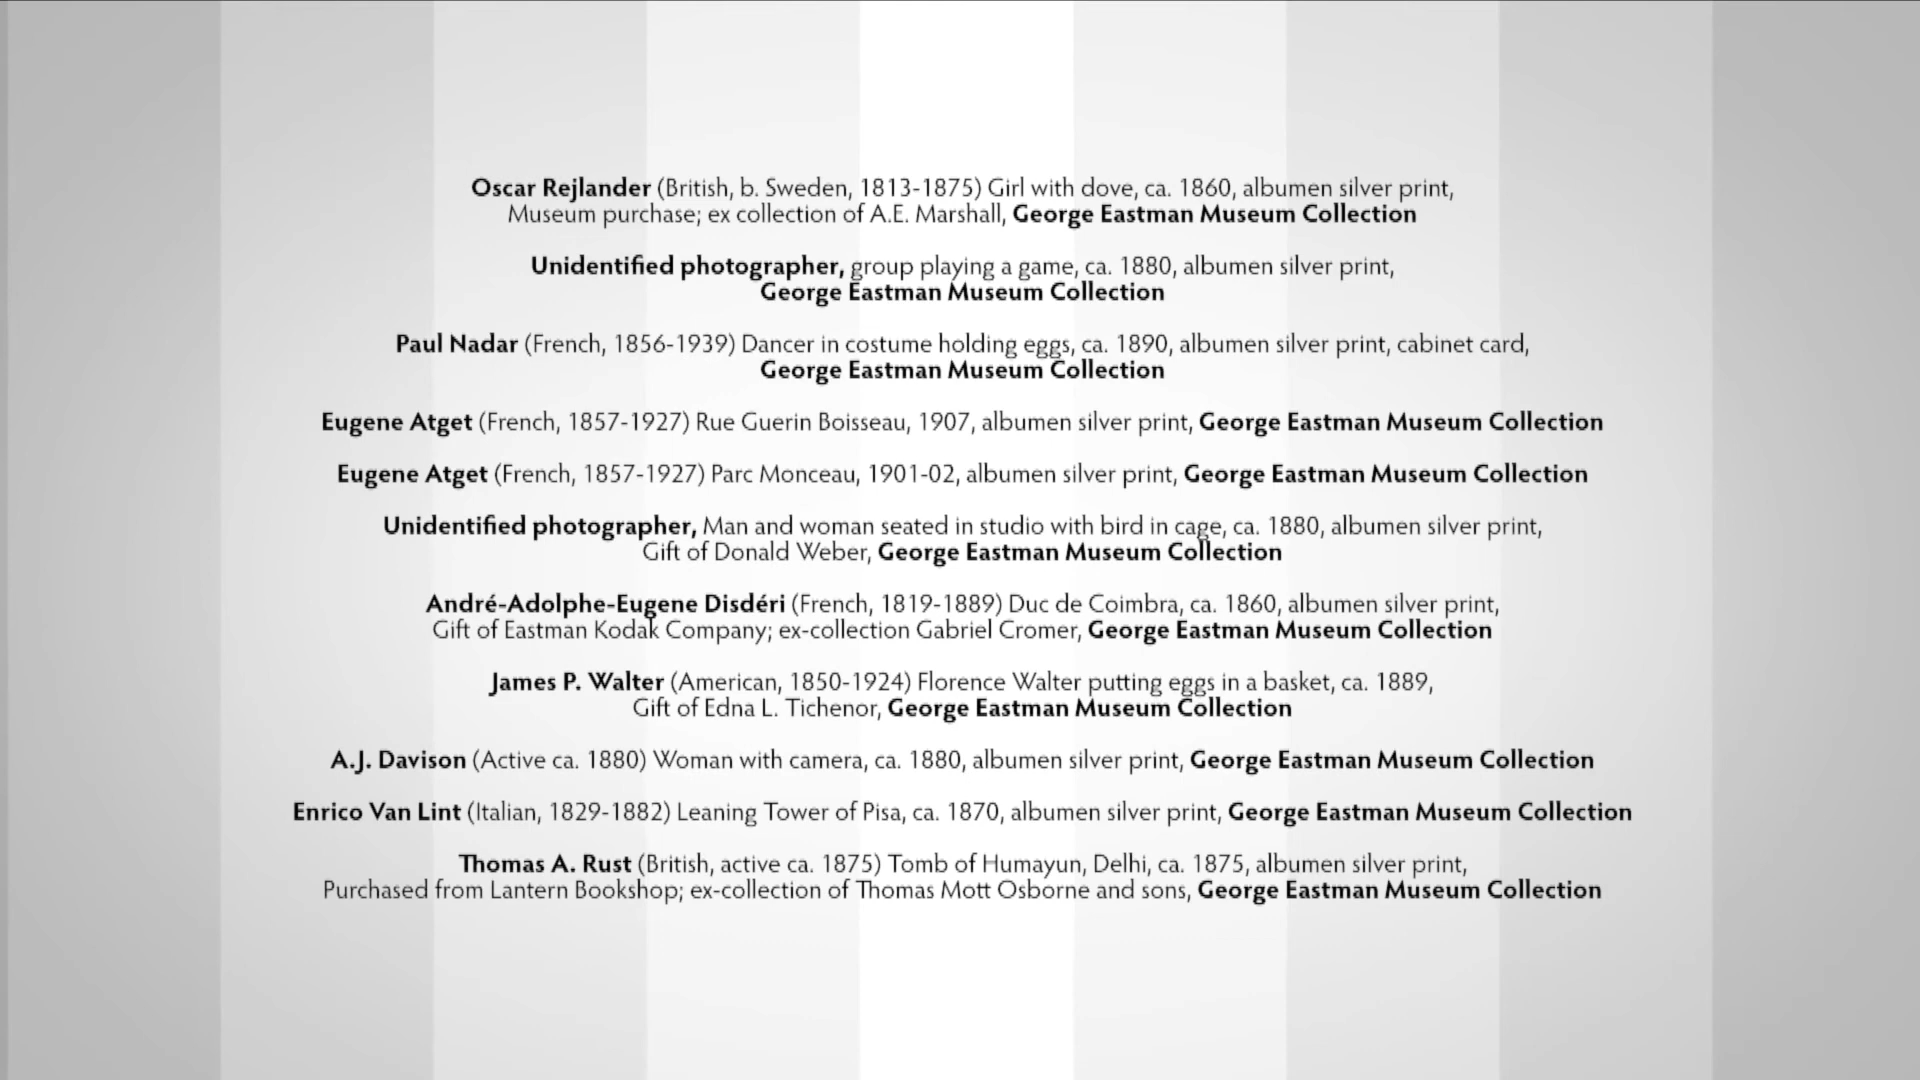 Oscar Rejlander (British, b. Sweden, 1813-1875) Girl with dove, ca. 1860, albumen silver print,
Museum purchase; ex collection of A.E. Marshall, George Eastman Museum Collection
Unidentified photographer, group playing a game, ca. 1880, albumen silver print,
George Eastman Museum Collection
Paul Nadar (French, 1856-1939) Dancer in costume holding eggs, ca. 1890, albumen silver print, cabinet card,
George Eastman Museum Collection
Eugene Atget (French, 1857-1927) Rue Guerin Boisseau, 1907, albumen silver print, George Eastman Museum Collection
Eugene Atget (French, 1857-1927) Parc Monceau, 1901-02, albumen silver print, George Eastman Museum Collection
Unidentified photographer, Man and woman seated in studio with bird in cage, ca. 1880, albumen silver print,
Gift of Donald Weber, George Eastman Museum Collection
André-Adolphe-Eugene Disdéri (French, 1819-1889) Duc de Coimbra, ca. 1860, albumen silver print,
Gift of Eastman Kodak Company; ex-collection Gabriel Cromer, George Eastman Museum Collection
James P. Walter (American, 1850-1924) Florence Walter putting eggs in a basket, ca. 1889,
Gift of Edna L. Tichenor, George Eastman Museum Collection
A.J. Davison (Active ca. 1880) Woman with camera, ca. 1880, albumen silver print, George Eastman Museum Collection
Enrico Van Lint (Italian, 1829-1882) Leaning Tower of Pisa, ca. 1870, albumen silver print, George Eastman Museum Collection
Thomas A. Rust (British, active ca. 1875) Tomb of Humayun, Delhi, ca. 1875, albumen silver print,
Purchased from Lantern Bookshop; ex-collection of Thomas Mott Osborne and sons, George Eastman Museum Collection